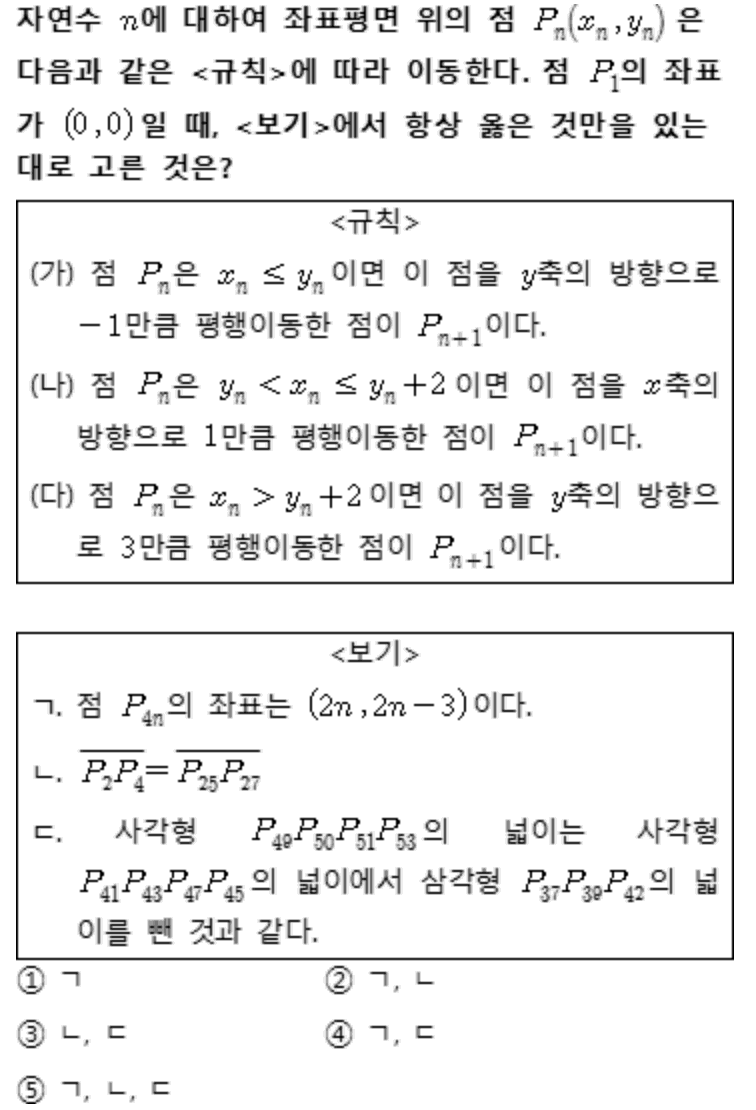 자연수 n에 대하여 좌표평면 위의 점 Pₙ(xₙ, yₙ) 은
다음과 같은 <규칙>에 따라 이동한다. 점 P₁의 좌표
가 (0,0)일 때, <보기>에서 항상 옳은 것만을 있는
대로 고른 것은?
<규칙>
(가) 점 Pₙ은 xₙ ≤ yₙ이면 이 점을 y축의 방향으로
−1만큼 평행이동한 점이 Pₙ₊₁이다.
(나) 점 Pₙ은 yₙ < xₙ ≤ yₙ+2 이면 이 점을 x축의
방향으로 1만큼 평행이동한 점이 Pₙ₊₁이다.
(다) 점 Pₙ은 xₙ > yₙ+2 이면 이 점을 y축의 방향으
로 3만큼 평행이동한 점이 Pₙ₊₁이다.
<보기>
ㄱ. 점 P₄ₙ의 좌표는 (2n, 2n−3)이다.
ㄴ. \overline{P₂P₄} = \overline{P₂₅P₂₇}
ㄷ. 사각형 P₄₉P₅₀P₅₁P₅₃의 넓이는 사각형
P₄₁P₄₃P₄₇P₄₅의 넓이에서 삼각형 P₃₇P₃₉P₄₂의 넓
이를 뺀 것과 같다.
① ㄱ ② ㄱ, ㄴ
③ ㄴ, ㄷ ④ ㄱ, ㄷ
⑤ ㄱ, ㄴ, ㄷ